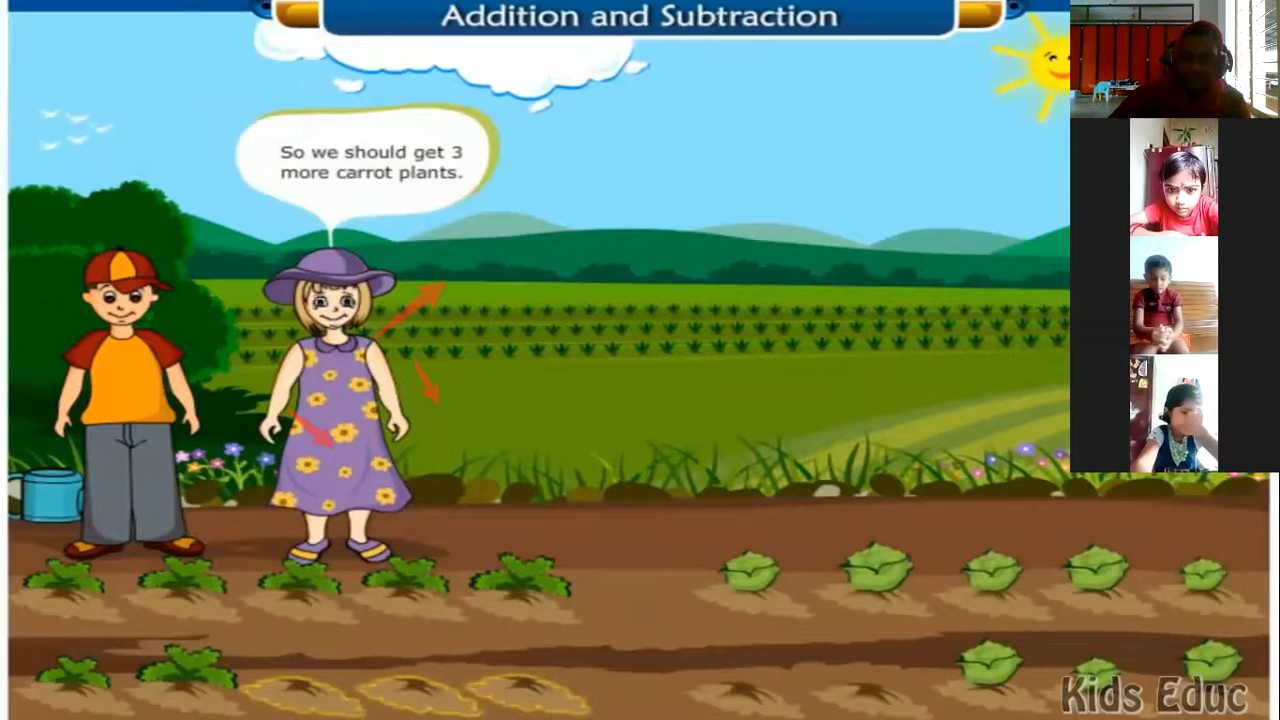 Addition and Subtraction
So we should get 3
more carrot plants.
Kids Educ